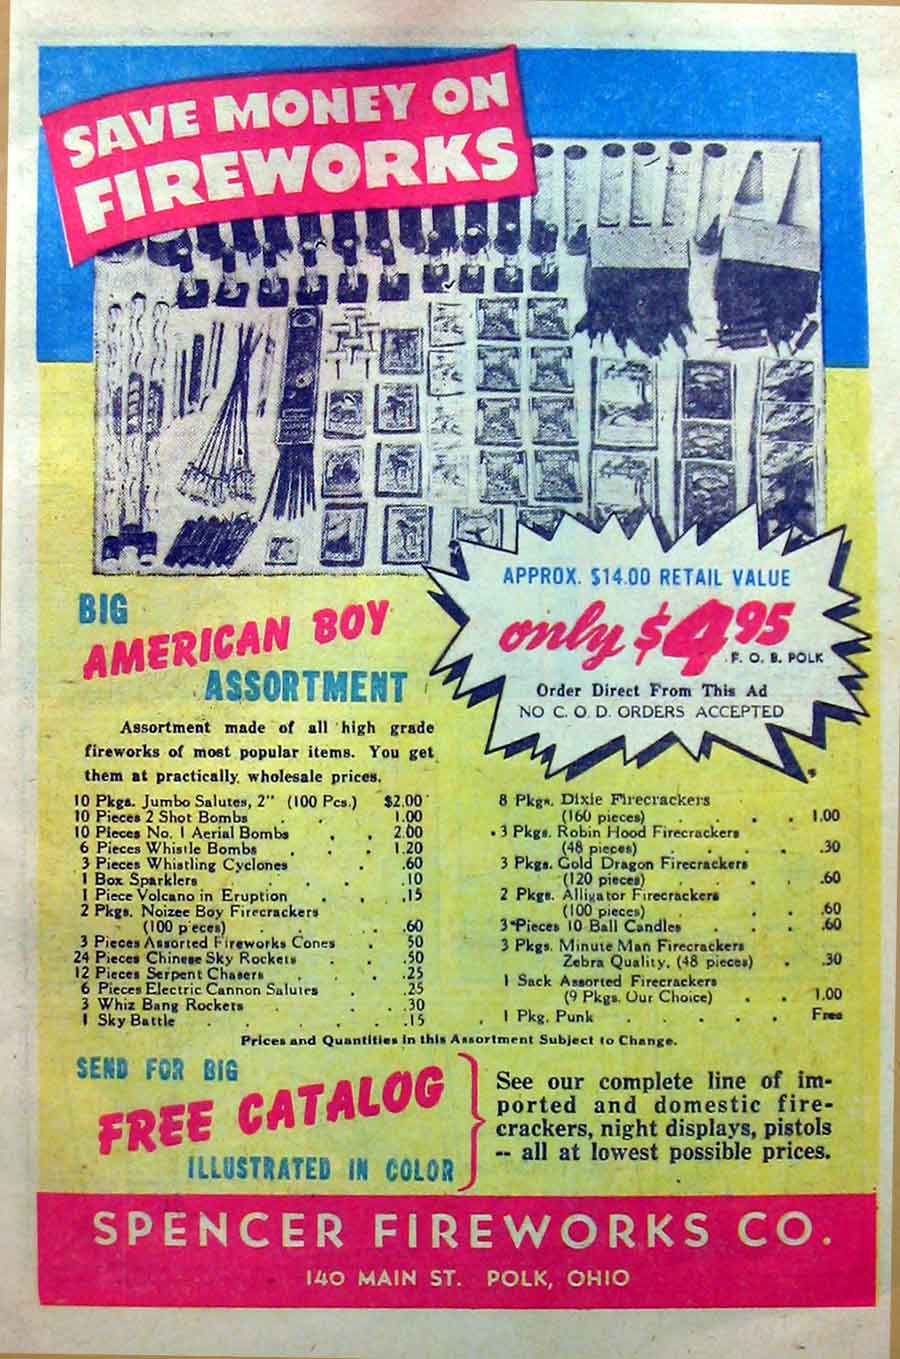 SAVE MONEY ON
FIREWORKS
APPROX. $14.00 RETAIL VALUE
only $4.95
F. O. B. POLK
Order Direct From This Ad
NO C. O. D. ORDERS ACCEPTED
BIG
AMERICAN BOY
ASSORTMENT
Assortment made of all high grade
fireworks of most popular items. You get
them at practically wholesale prices.
10 Pkgs. Jumbo Salutes, 2" (100 Pcs.) $2.00
10 Pieces 2 Shot Bombs . . . 1.00
10 Pieces No. 1 Aerial Bombs . . 2.00
6 Pieces Whistle Bombs . . . 1.20
3 Pieces Whistling Cyclones . . .60
1 Box Sparklers . . . . .10
1 Piece Volcano in Eruption . . .15
2 Pkgs. Noizee Boy Firecrackers
(100 pieces) . . . . .60
3 Pieces Assorted Fireworks Cones . 50
24 Pieces Chinese Sky Rockets . . .50
12 Pieces Serpent Chasers . . . .25
6 Pieces Electric Cannon Salutes . .25
3 Whiz Bang Rockets . . . .30
1 Sky Battle . . . . . .15
8 Pkgs. Dixie Firecrackers
(160 pieces) . . . . 1.00
3 Pkgs. Robin Hood Firecrackers
(48 pieces) . . . . .30
3 Pkgs. Gold Dragon Firecrackers
(120 pieces) . . . . .60
2 Pkgs. Alligator Firecrackers
(100 pieces) . . . .60
3 Pieces 10 Ball Candles . . . .60
3 Pkgs. Minute Man Firecrackers
Zebra Quality, (48 pieces) . .30
1 Sack Assorted Firecrackers
(9 Pkgs. Our Choice) . . 1.00
1 Pkg. Punk . . . . . Free
Prices and Quantities in this Assortment Subject to Change.
SEND FOR BIG
FREE CATALOG
ILLUSTRATED IN COLOR
See our complete line of im-
ported and domestic fire-
crackers, night displays, pistols
-- all at lowest possible prices.
SPENCER FIREWORKS CO.
140 MAIN ST. POLK, OHIO